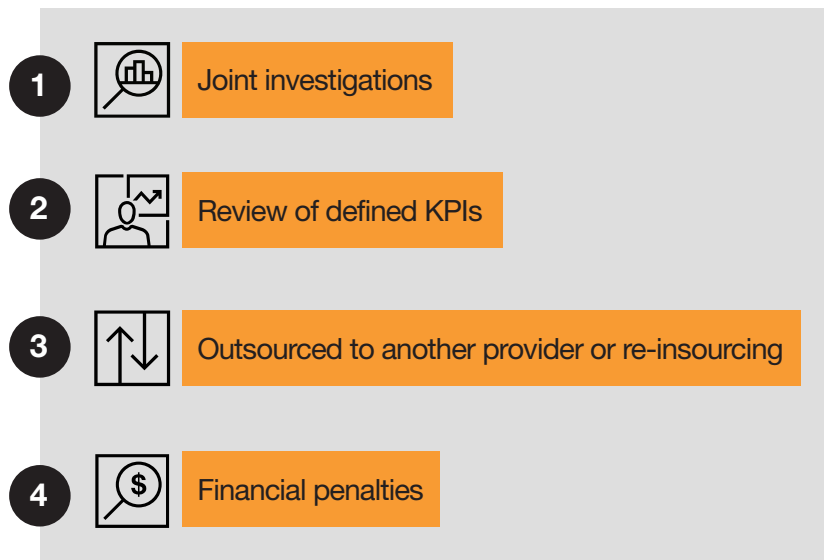 1 Joint investigations
2 Review of defined KPIs
3 Outsourced to another provider or re-insourcing
4 $ Financial penalties